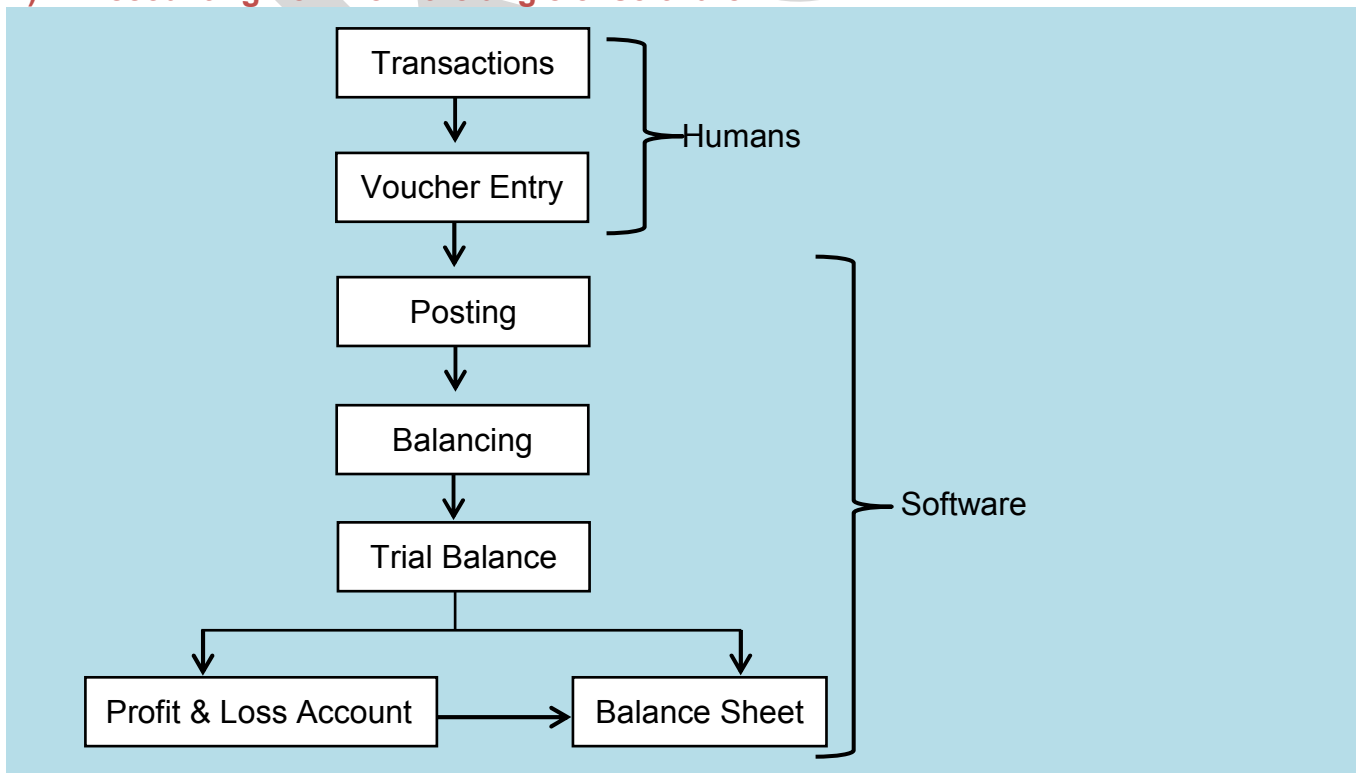 Transactions
Humans
Voucher Entry
Posting
Balancing
Software
Trial Balance
Profit & Loss Account
Balance Sheet